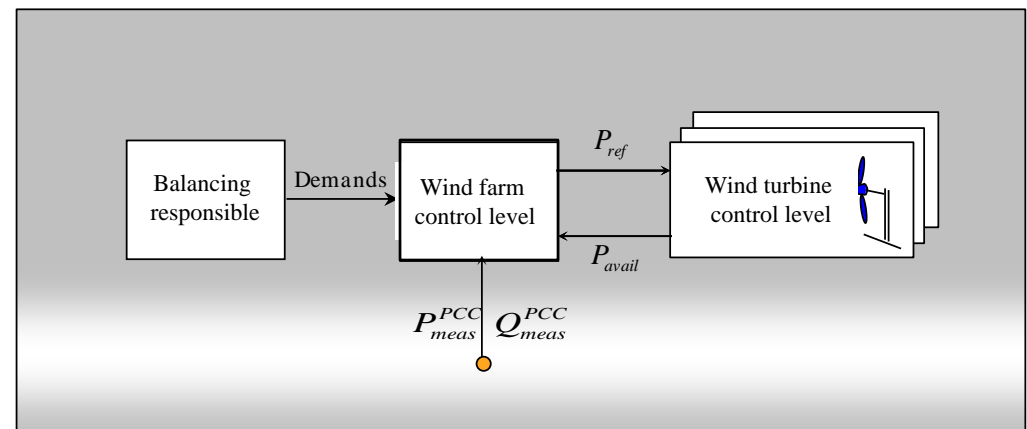 Balancing
responsible
Demands
Wind farm
control level
P_ref
P_avail
Wind turbine
control level
P_meas^PCC Q_meas^PCC